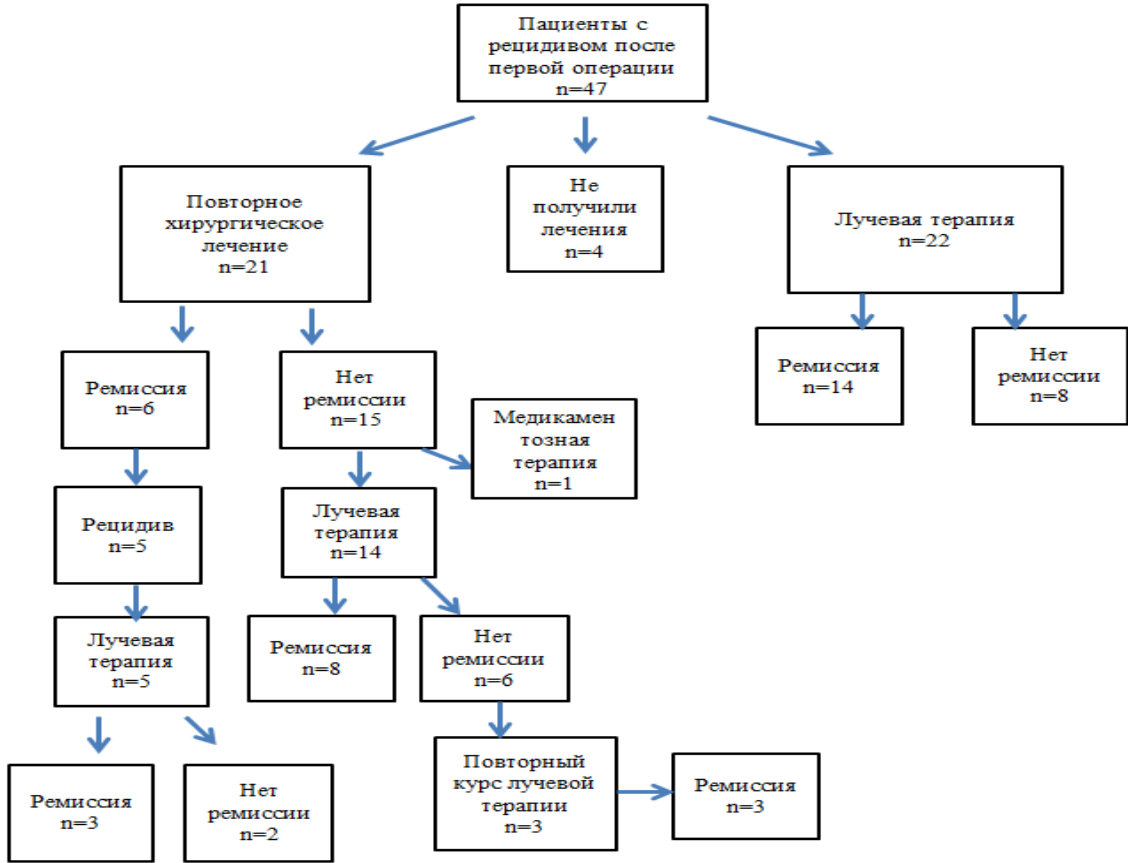 Пациенты с
рецидивом после
первой операции
n=47
Повторное
хирургическое
лечение
n=21
Не
получили
лечения
n=4
Лучевая терапия
n=22
Ремиссия
n=6
Нет
ремиссии
n=15
Медикамен
тозная
терапия
n=1
Ремиссия
n=14
Нет
ремиссии
n=8
Рецидив
n=5
Лучевая
терапия
n=14
Лучевая
терапия
n=5
Ремиссия
n=8
Нет
ремиссии
n=6
Ремиссия
n=3
Нет
ремиссии
n=2
Повторный
курс лучевой
терапии
n=3
Ремиссия
n=3